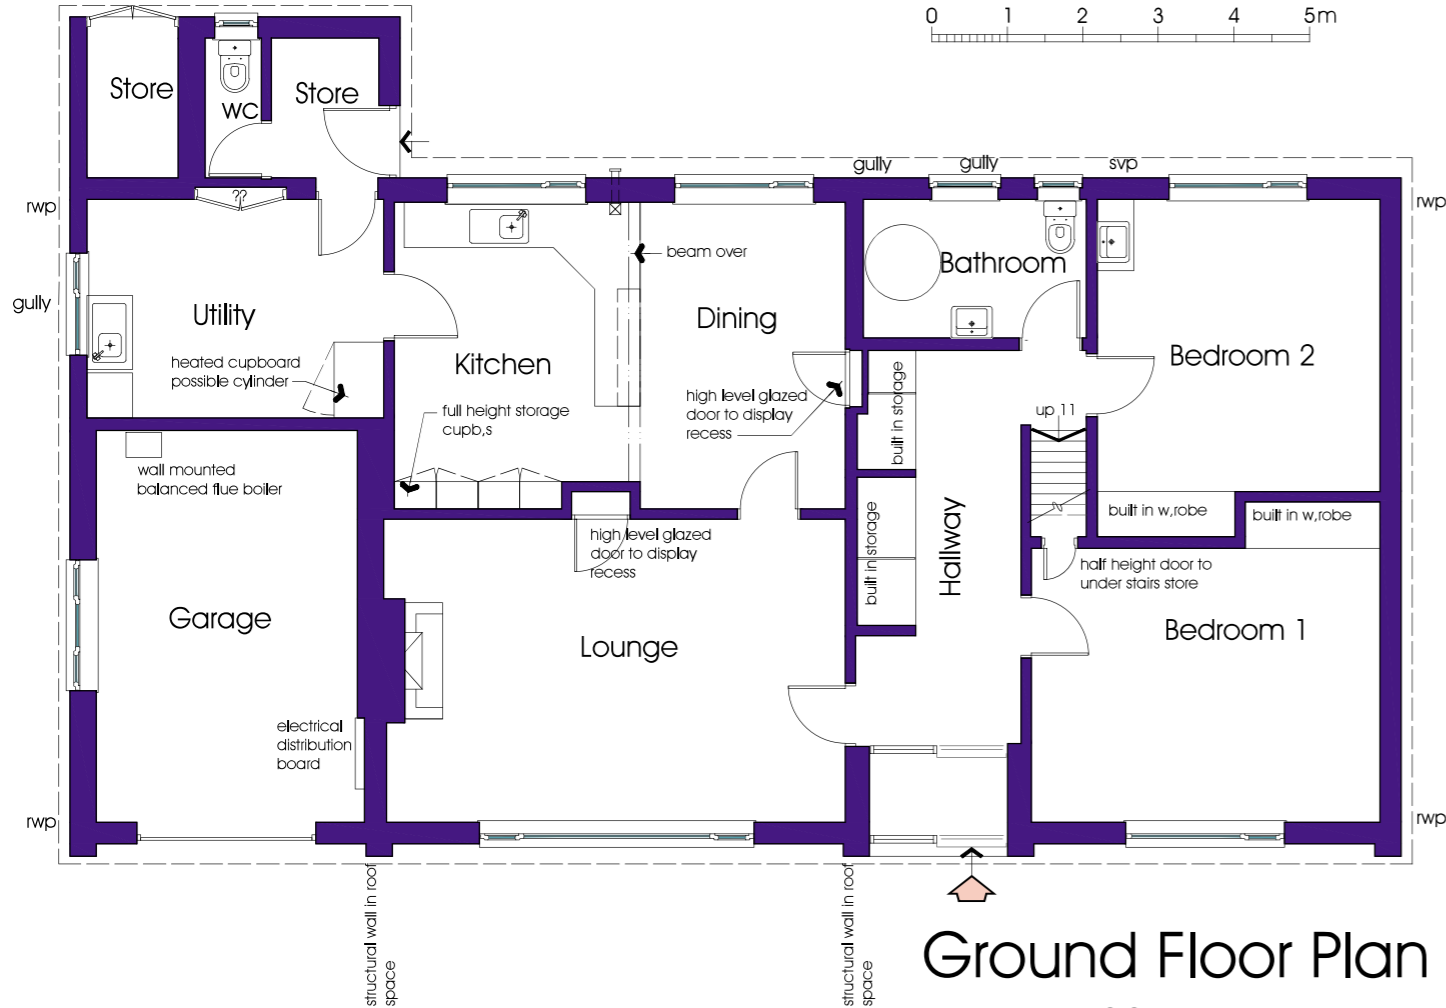 0 1 2 3 4 5m
Store
WC
Store
gully
gully
svp
rwp
??
rwp
beam over
Bathroom
gully
Utility
Dining
heated cupboard
possible cylinder
Kitchen
Bedroom 2
full height storage
cupb,s
high level glazed
door to display
recess
built in storage
up 11
wall mounted
balanced flue boiler
built in w,robe
built in w,robe
high level glazed
door to display
recess
built in storage
Hallway
half height door to
under stairs store
Garage
Lounge
Bedroom 1
electrical
distribution
board
rwp
rwp
structural wall in roof
space
structural wall in roof
space
Ground Floor Plan